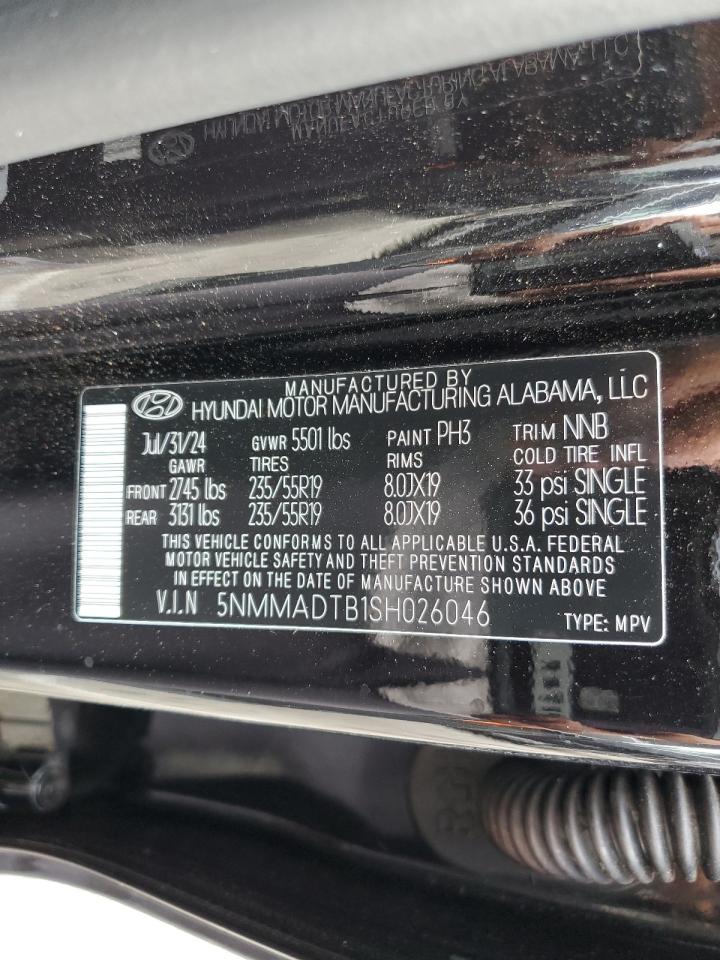 MANUFACTURED BY
HYUNDAI MOTOR MANUFACTURING ALABAMA, LLC
Jul/31/24 GVWR 5501 lbs PAINT PH3 TRIM NNB
GAWR TIRES RIMS COLD TIRE INFL
FRONT 2745 lbs 235/55R19 8.0JX19 33 psi SINGLE
REAR 3131 lbs 235/55R19 8.0JX19 36 psi SINGLE
THIS VEHICLE CONFORMS TO ALL APPLICABLE U.S.A. FEDERAL
MOTOR VEHICLE SAFETY AND THEFT PREVENTION STANDARDS
IN EFFECT ON THE DATE OF MANUFACTURE SHOWN ABOVE
V.I.N 5NMMADTB1SH026046 TYPE: MPV